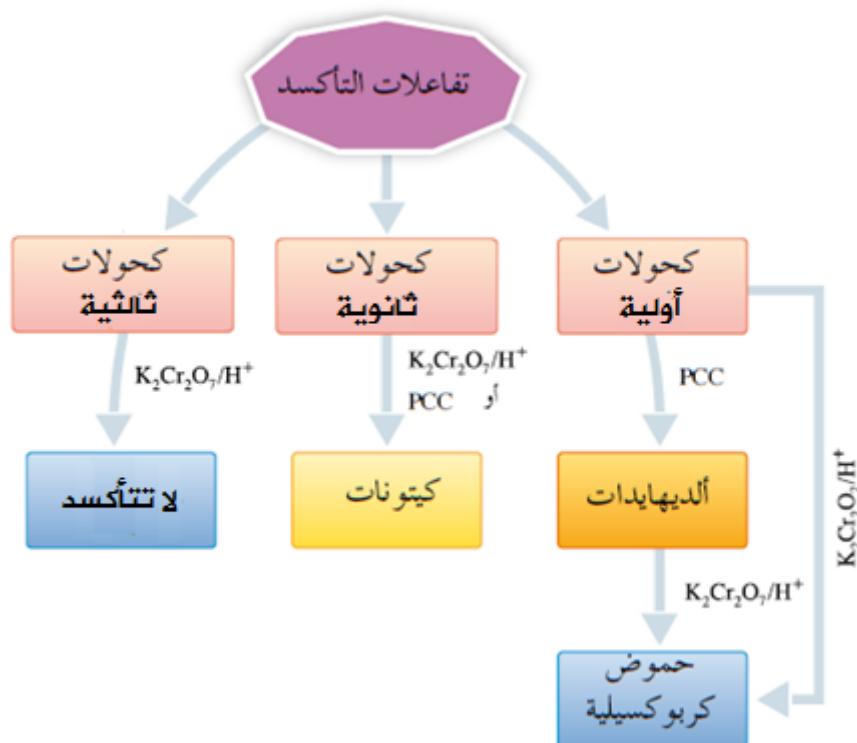 تفاعلات التأكسد
كحولات
أولية
كحولات
ثانوية
كحولات
ثالثية
PCC
K₂Cr₂O₇/H⁺
أو PCC
K₂Cr₂O₇/H⁺
K₂Cr₂O₇/H⁺
ألديهايدات
كيتونات
لا تتأكسد
K₂Cr₂O₇/H⁺
حموض
كربوكسيلية